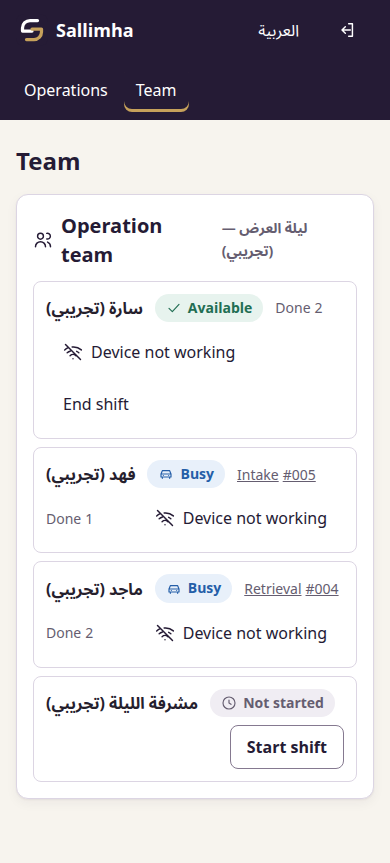 Sallimha
العربية
Operations
Team
Team
Operation team
ليلة العرض — (تجريبي)
سارة (تجريبي)
Available
Done 2
Device not working
End shift
فهد (تجريبي)
Busy
Intake #005
Done 1
Device not working
ماجد (تجريبي)
Busy
Retrieval #004
Done 2
Device not working
مشرفة الليلة (تجريبي)
Not started
Start shift